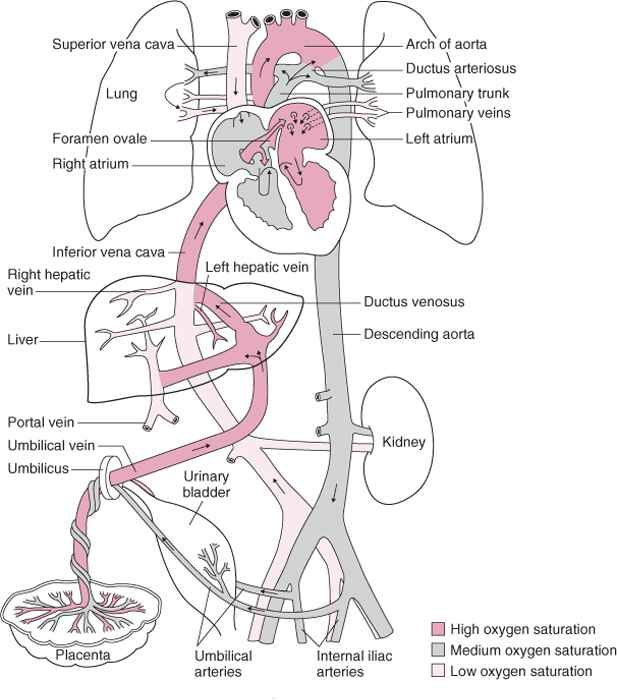 Superior vena cava
Arch of aorta
Ductus arteriosus
Lung
Pulmonary trunk
Pulmonary veins
Foramen ovale
Left atrium
Right atrium
Inferior vena cava
Left hepatic vein
Right hepatic
vein
Ductus venosus
Liver
Descending aorta
Portal vein
Umbilical vein
Kidney
Umbilicus
Urinary
bladder
High oxygen saturation
Medium oxygen saturation
Low oxygen saturation
Placenta
Umbilical
arteries
Internal iliac
arteries